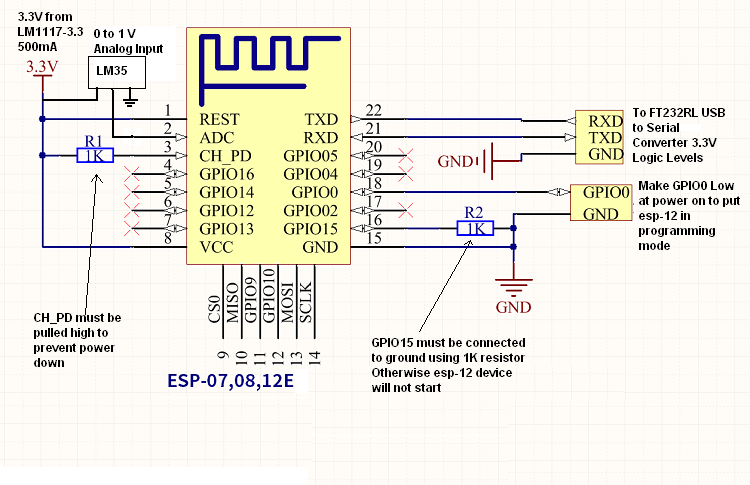 3.3V from
LM1117-3.3
500mA
3.3V
0 to 1 V
Analog Input
LM35
R1
1K
1 REST
2 ADC
3 CH_PD
4 GPIO16
5 GPIO14
6 GPIO12
7 GPIO13
8 VCC
TXD 22
RXD 21
GPIO05 20
GPIO04 19
GPIO0 18
GPIO02 17
GPIO15 16
GND 15
CS0
MISO
GPIO9
GPIO10
MOSI
SCLK
9
10
11
12
13
14
ESP-07,08,12E
R2
1K
GND
RXD
TXD
GND
To FT232RL USB
to Serial
Converter 3.3V
Logic Levels
GPIO0
GND
Make GPIO0 Low
at power on to put
esp-12 in
programming
mode
GND
CH_PD must be
pulled high to
prevent power
down
GPIO15 must be connected
to ground using 1K resistor
Otherwise esp-12 device
will not start